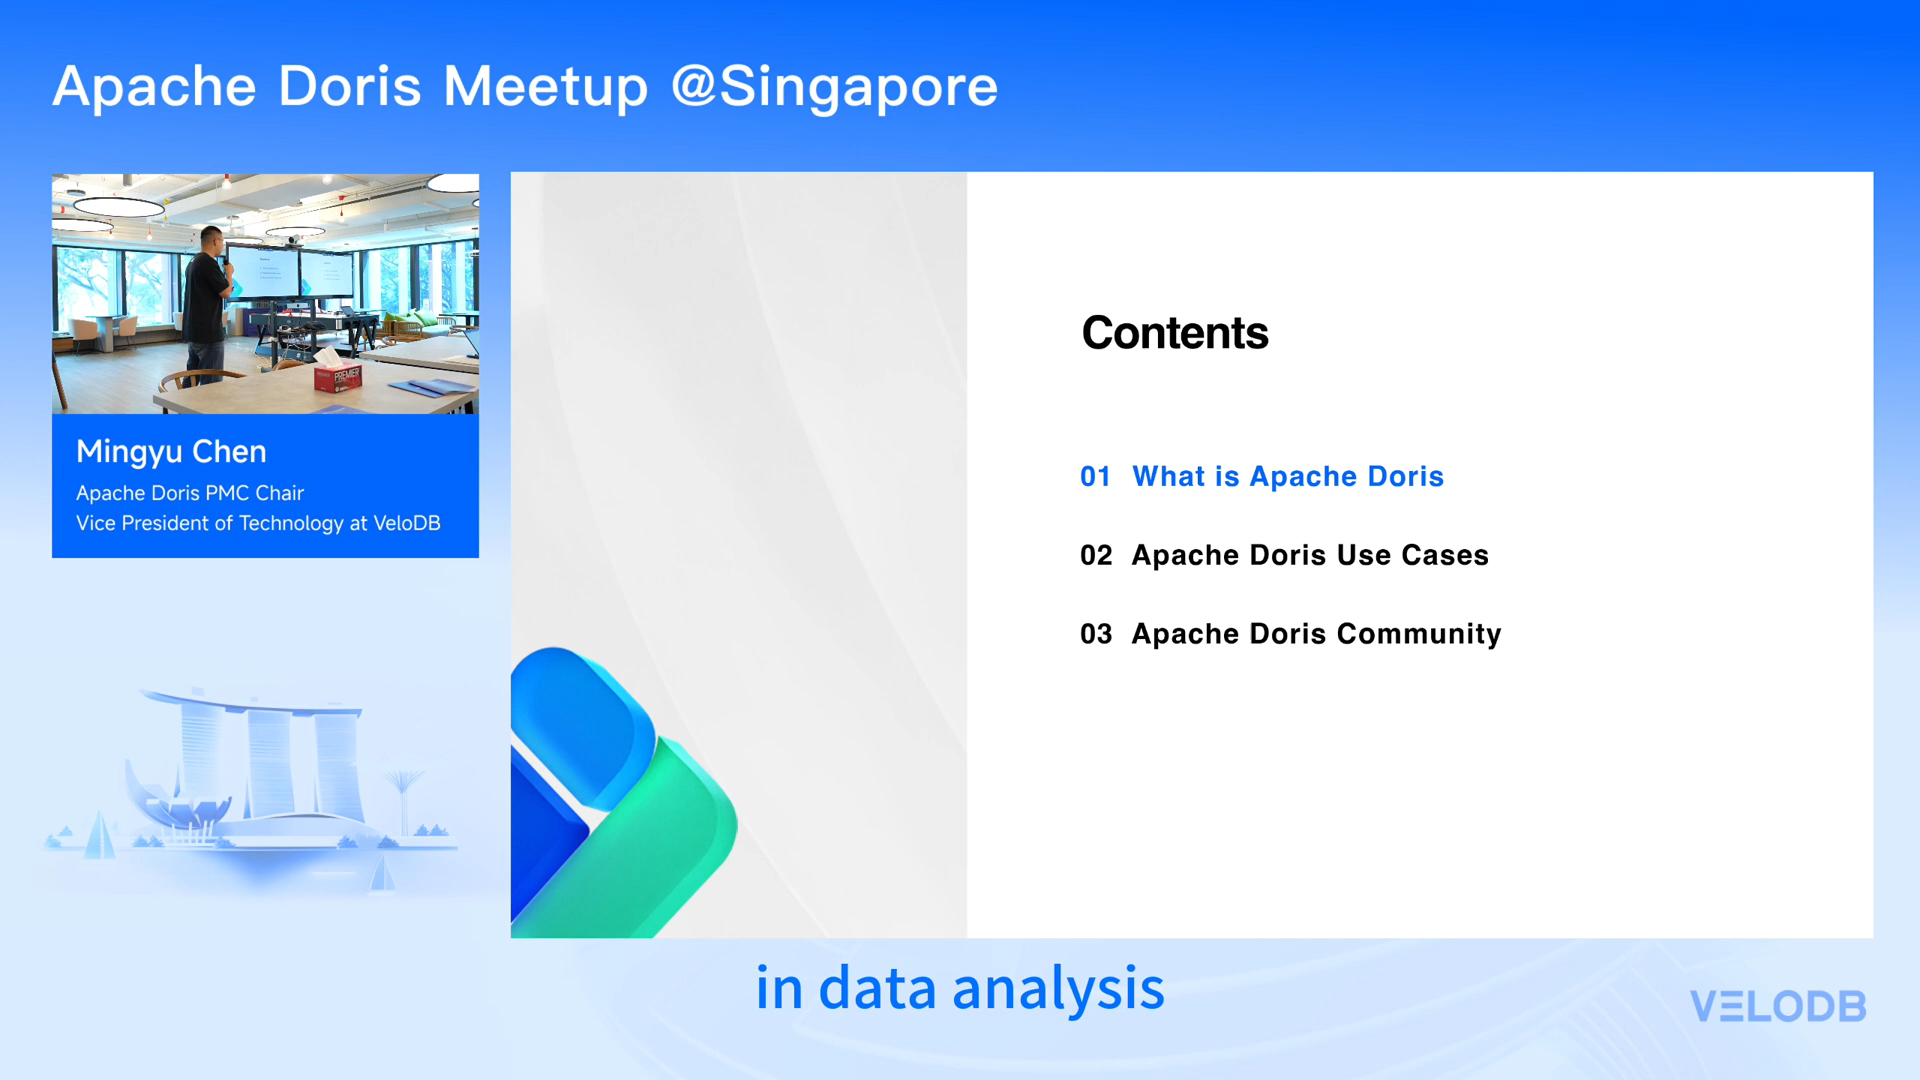 Apache Doris Meetup @Singapore
PREMIER
Mingyu Chen
Apache Doris PMC Chair
Vice President of Technology at VeloDB
Contents
01 What is Apache Doris
02 Apache Doris Use Cases
03 Apache Doris Community
in data analysis
VELODB